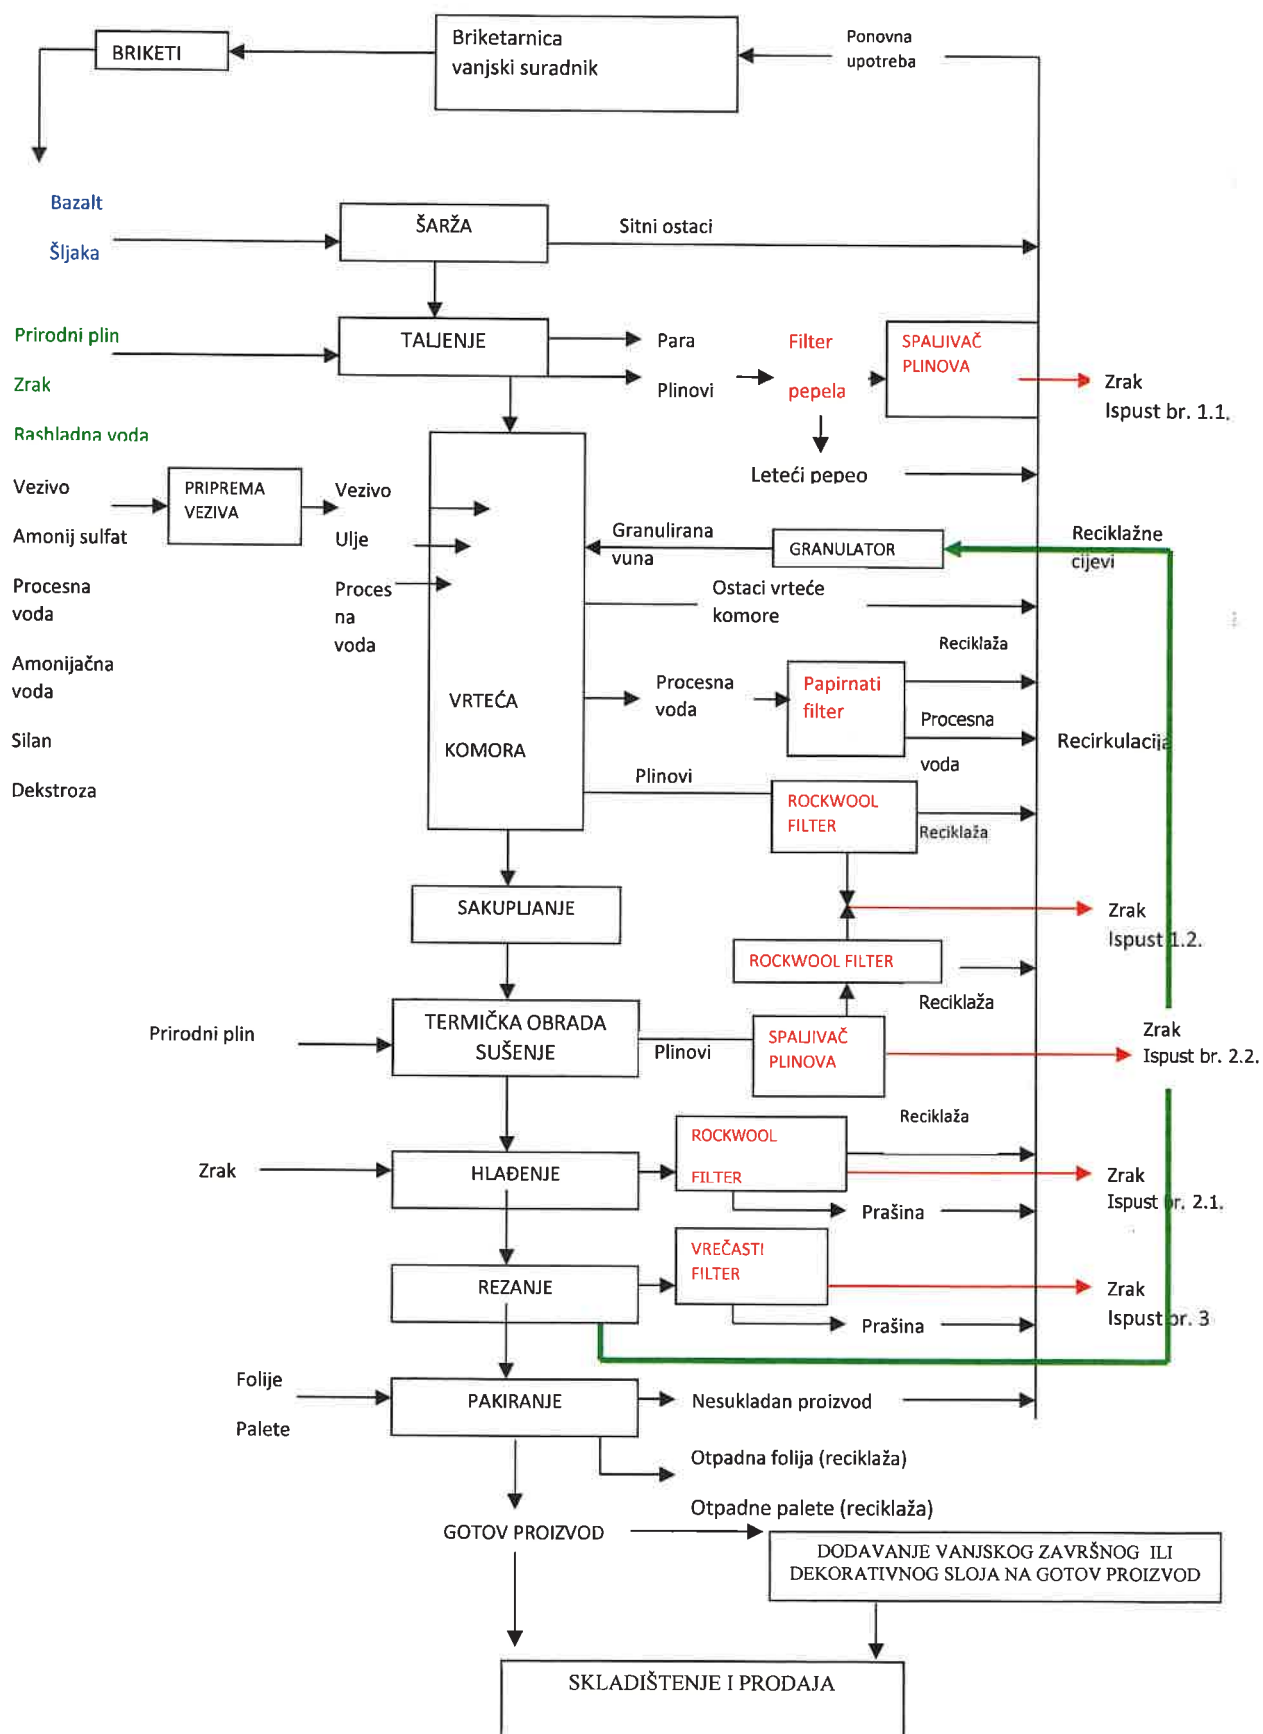 BRIKETI
Briketarnica
vanjski suradnik
Ponovna
upotreba
Bazalt
Šljaka
ŠARŽA
Sitni ostaci
Prirodni plin
Zrak
Rashladna voda
TALJENJE
Para
Plinovi
Filter
pepela
SPALJIVAČ
PLINOVA
Zrak
Ispust br. 1.1.
Leteći pepeo
Vezivo
Amonij sulfat
Procesna
voda
Amonijačna
voda
Silan
Dekstroza
PRIPREMA
VEZIVA
Vezivo
Ulje
Proces
na
voda
VRTEĆA
KOMORA
Granulirana
vuna
GRANULATOR
Reciklažne
cijevi
Ostaci vrteće
komore
Reciklaža
Procesna
voda
Papirnati
filter
Procesna
voda
Recirkulacija
Plinovi
ROCKWOOL
FILTER
Reciklaža
SAKUPLJANJE
Zrak
Ispust 1.2.
ROCKWOOL FILTER
Reciklaža
Prirodni plin
TERMIČKA OBRADA
SUŠENJE
Plinovi
SPALJIVAČ
PLINOVA
Zrak
Ispust br. 2.2.
Zrak
HLAĐENJE
ROCKWOOL
FILTER
Reciklaža
Zrak
Ispust br. 2.1.
Prašina
REZANJE
VREČASTI
FILTER
Zrak
Ispust br. 3
Prašina
Folije
Palete
PAKIRANJE
Nesukladan proizvod
Otpadna folija (reciklaža)
Otpadne palete (reciklaža)
GOTOV PROIZVOD
DODAVANJE VANJSKOG ZAVRŠNOG ILI
DEKORATIVNOG SLOJA NA GOTOV PROIZVOD
SKLADIŠTENJE I PRODAJA